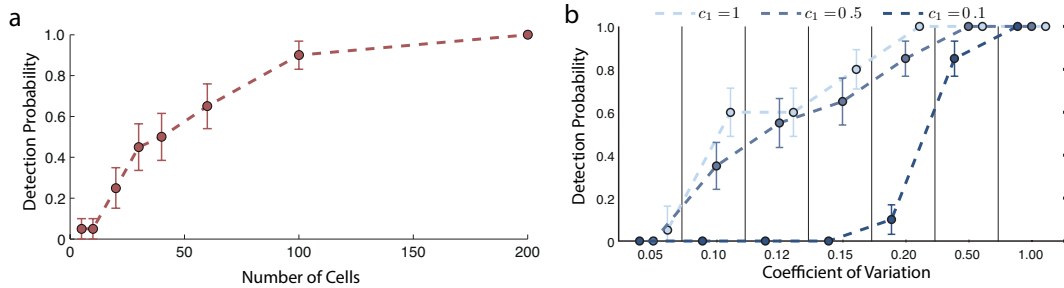 a
Detection Probability
1.0
0.8
0.6
0.4
0.2
0
0
50
100
150
200
Number of Cells
b
c₁ = 1
c₁ = 0.5
c₁ = 0.1
Detection Probability
1.0
0.8
0.6
0.4
0.2
0
0.05
0.10
0.12
0.15
0.20
0.50
1.00
Coefficient of Variation